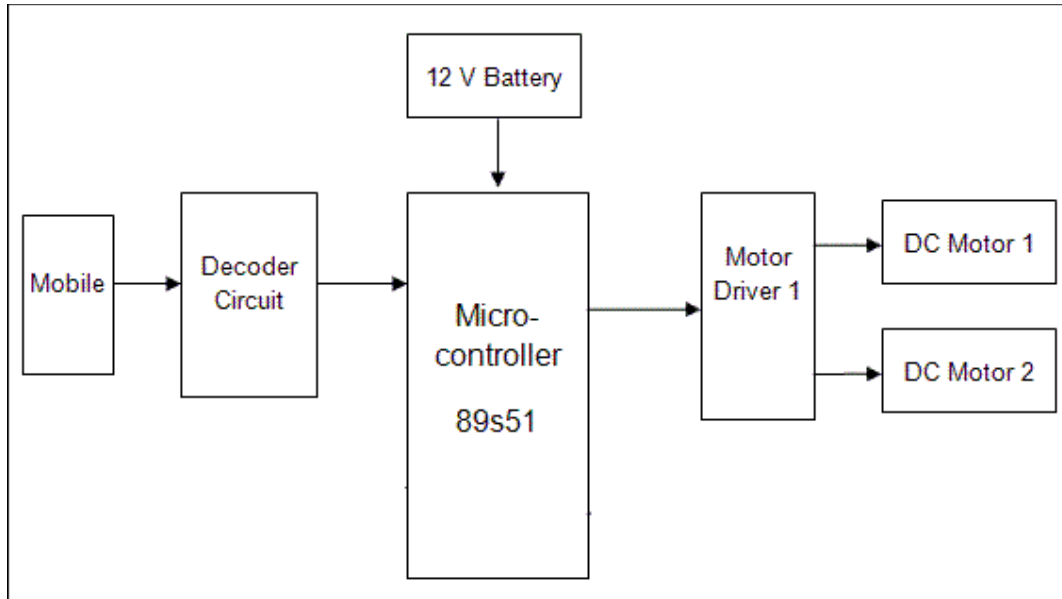 12 V Battery
Mobile
Decoder
Circuit
Micro-
controller
89s51
Motor
Driver 1
DC Motor 1
DC Motor 2